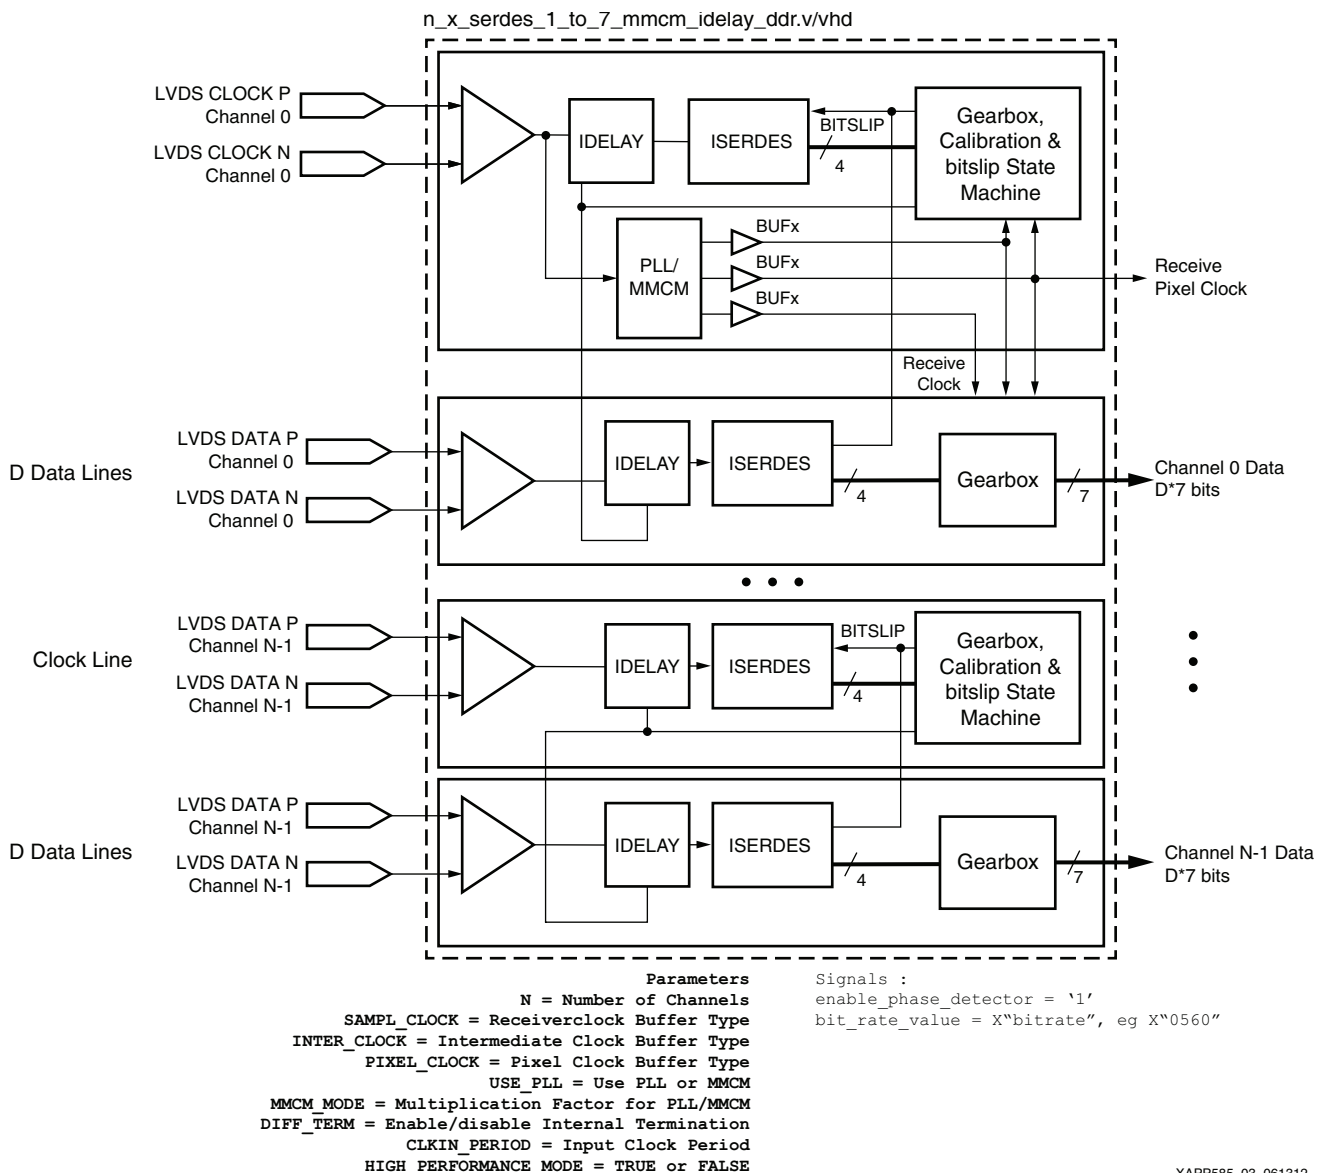 n_x_serdes_1_to_7_mmcm_idelay_ddr.v/vhd
LVDS CLOCK P
Channel 0
LVDS CLOCK N
Channel 0
IDELAY
ISERDES
BITSLIP
4
Gearbox,
Calibration &
bitslip State
Machine
PLL/
MMCM
BUFx
BUFx
BUFx
Receive
Pixel Clock
Receive
Clock
D Data Lines
LVDS DATA P
Channel 0
LVDS DATA N
Channel 0
IDELAY
ISERDES
4
Gearbox
7
Channel 0 Data
D*7 bits
Clock Line
LVDS DATA P
Channel N-1
LVDS DATA N
Channel N-1
IDELAY
ISERDES
BITSLIP
4
Gearbox,
Calibration &
bitslip State
Machine
D Data Lines
LVDS DATA P
Channel N-1
LVDS DATA N
Channel N-1
IDELAY
ISERDES
4
Gearbox
7
Channel N-1 Data
D*7 bits
Parameters
N = Number of Channels
SAMPL_CLOCK = Receiverclock Buffer Type
INTER_CLOCK = Intermediate Clock Buffer Type
PIXEL_CLOCK = Pixel Clock Buffer Type
USE_PLL = Use PLL or MMCM
MMCM_MODE = Multiplication Factor for PLL/MMCM
DIFF_TERM = Enable/disable Internal Termination
CLKIN_PERIOD = Input Clock Period
HIGH_PERFORMANCE_MODE = TRUE or FALSE
Signals :
enable_phase_detector = ‘1’
bit_rate_value = X“bitrate”, eg X“0560”
XAPP585_03_061312